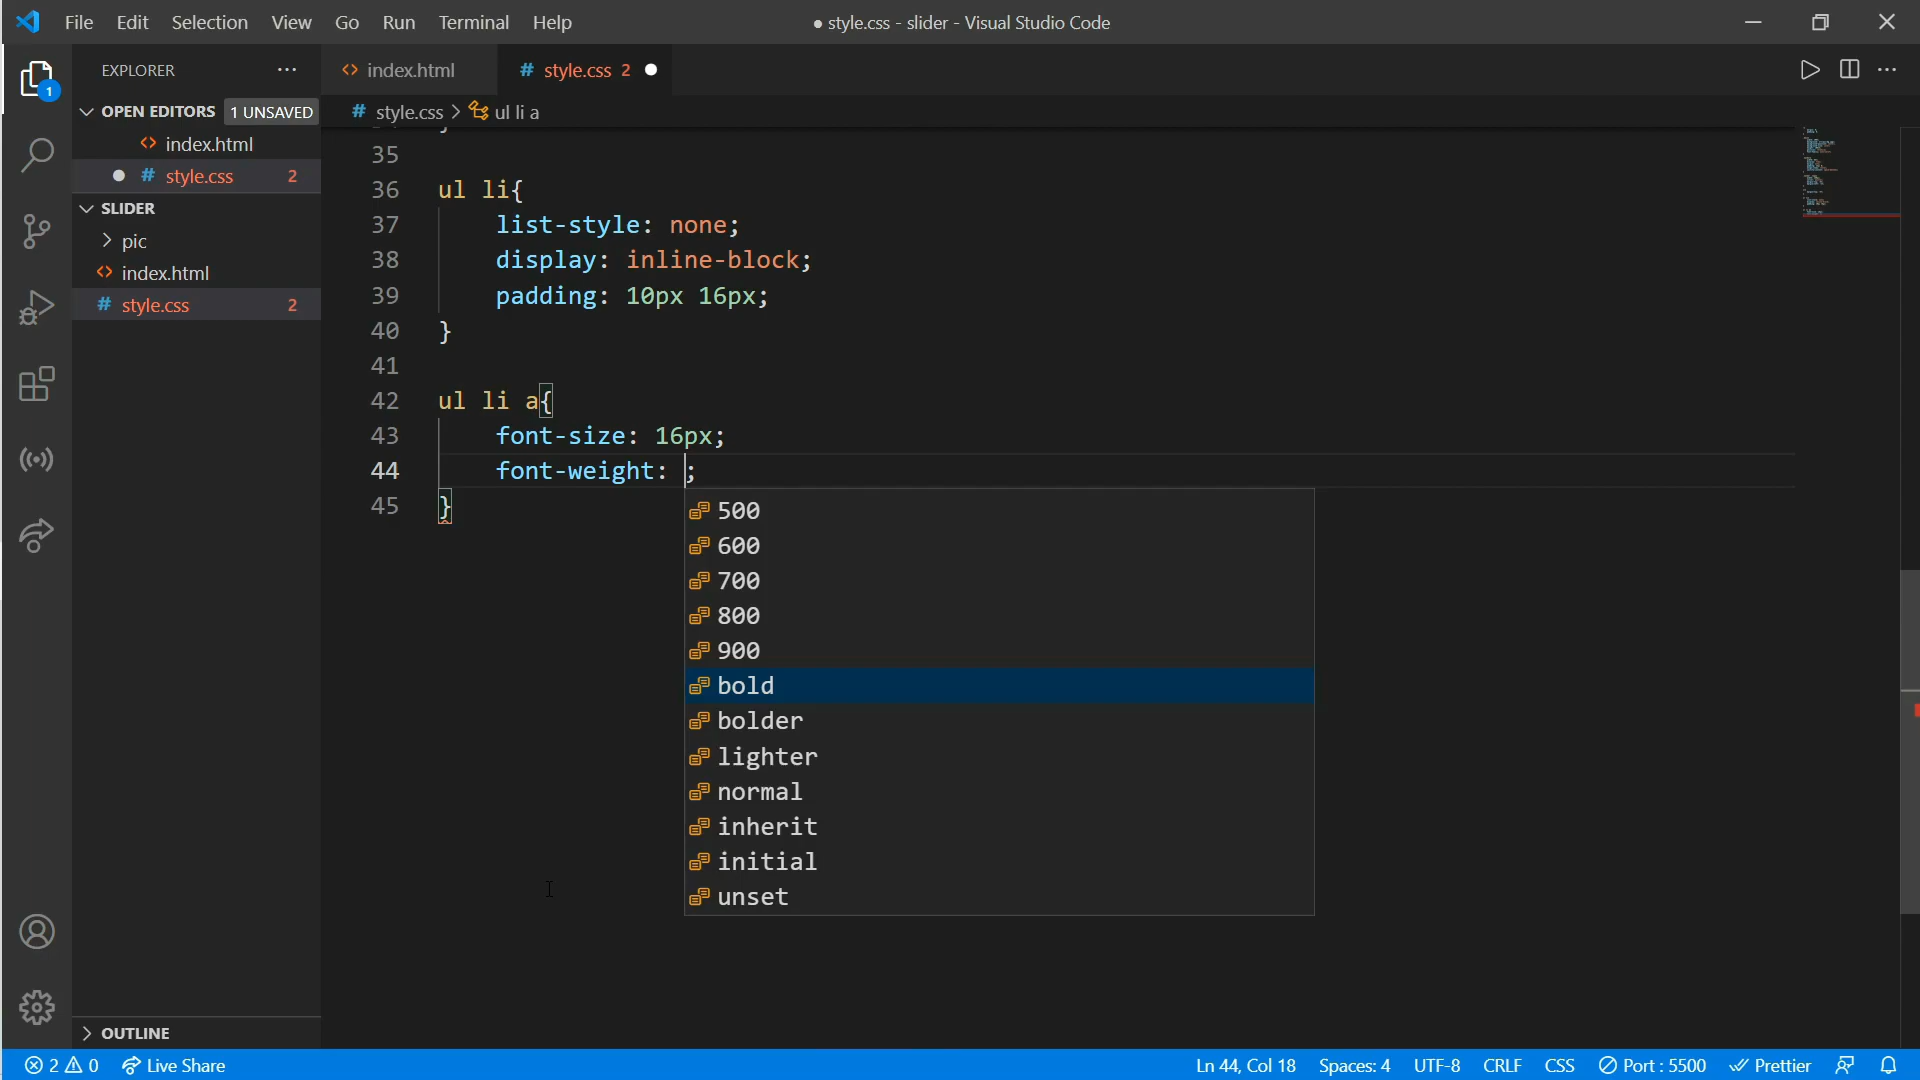 File Edit Selection View Go Run Terminal Help
● style.css - slider - Visual Studio Code
EXPLORER ···
<> index.html
# style.css 2 ●
1
OPEN EDITORS 1 UNSAVED
# style.css > ul li a
<> index.html
● # style.css 2
SLIDER
> pic
<> index.html
# style.css 2
35
36 ul li{
37 list-style: none;
38 display: inline-block;
39 padding: 10px 16px;
40 }
41
42 ul li a{
43 font-size: 16px;
44 font-weight: ;
45 }
500
600
700
800
900
bold
bolder
lighter
normal
inherit
initial
unset
> OUTLINE
2 0 Live Share
Ln 44, Col 18 Spaces: 4 UTF-8 CRLF CSS Port : 5500 Prettier